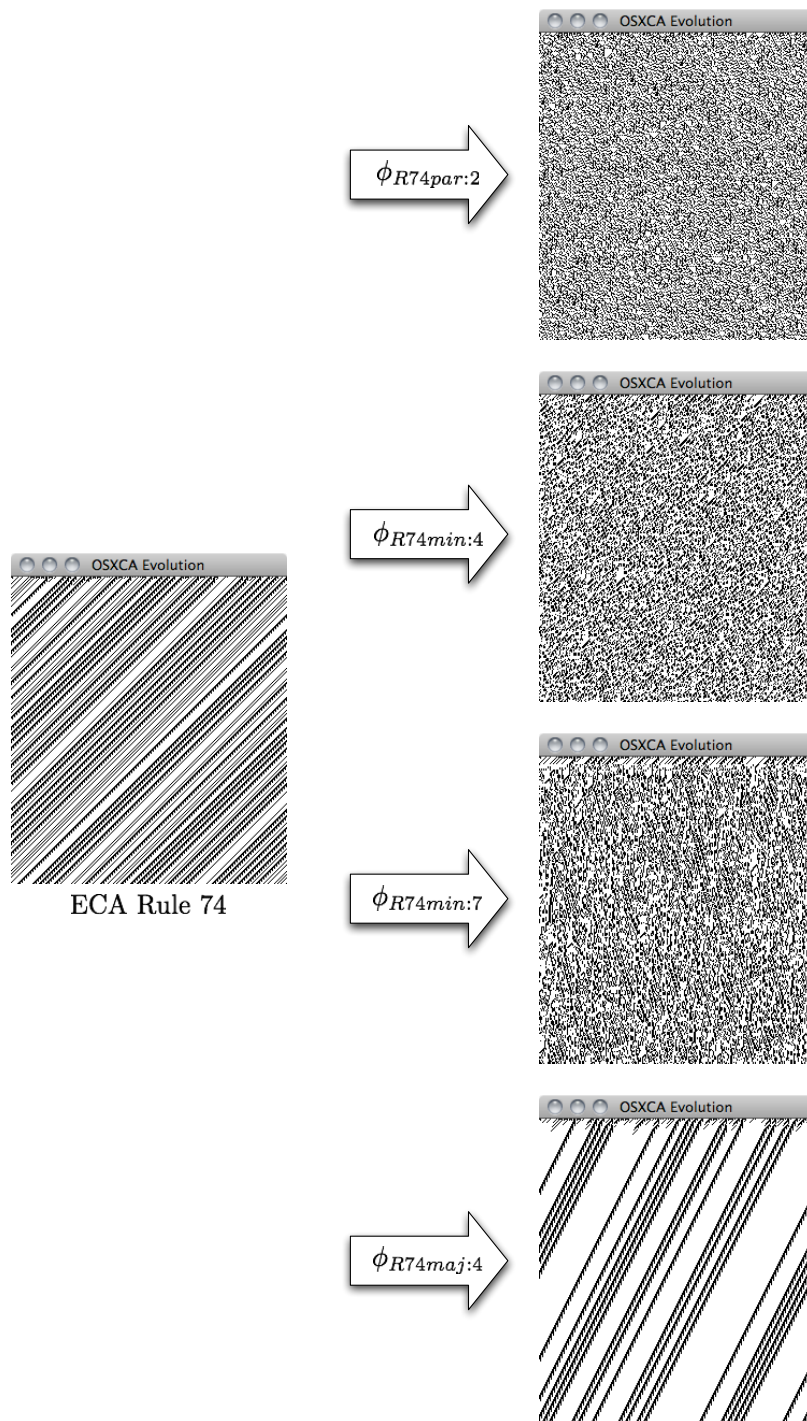 OSXCA Evolution
ϕR74par:2
OSXCA Evolution
ϕR74min:4
OSXCA Evolution
ECA Rule 74
OSXCA Evolution
ϕR74min:7
OSXCA Evolution
ϕR74maj:4